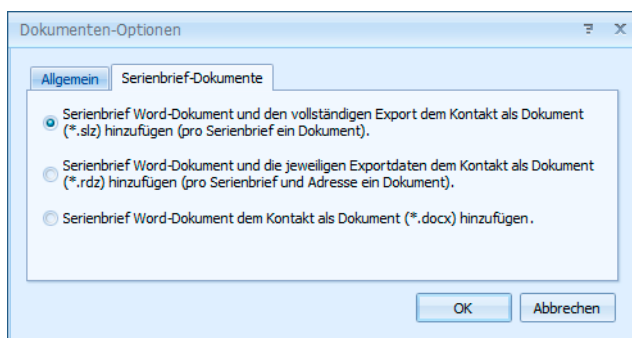 Dokumenten-Optionen
Allgemein
Serienbrief-Dokumente
Serienbrief Word-Dokument und den vollständigen Export dem Kontakt als Dokument
(*.slz) hinzufügen (pro Serienbrief ein Dokument).
Serienbrief Word-Dokument und die jeweiligen Exportdaten dem Kontakt als Dokument
(*.rdz) hinzufügen (pro Serienbrief und Adresse ein Dokument).
Serienbrief Word-Dokument dem Kontakt als Dokument (*.docx) hinzufügen.
OK
Abbrechen